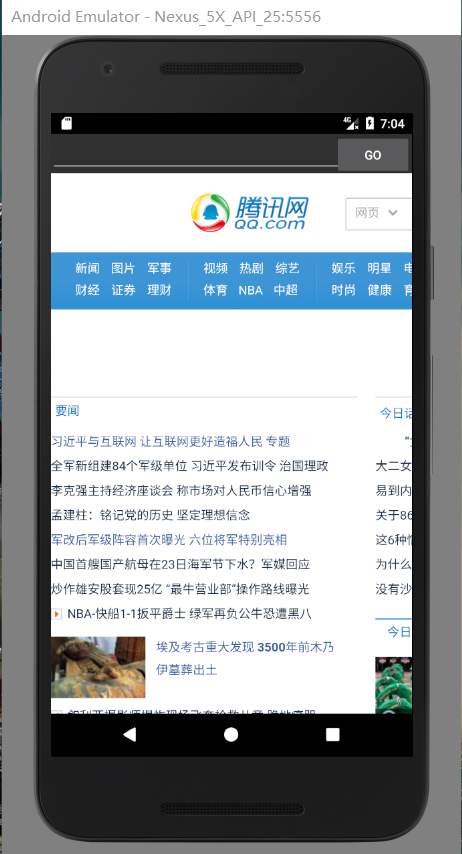 Android Emulator - Nexus_5X_API_25:5556
4G 7:04
GO
腾讯网
QQ.com
网页
新闻 图片 军事 视频 热剧 综艺 娱乐 明星
财经 证券 理财 体育 NBA 中超 时尚 健康
要闻
今日
习近平与互联网 让互联网更好造福人民 专题
全军新组建84个军级单位 习近平发布训令 治国理政
大二女
李克强主持经济座谈会 称市场对人民币信心增强
易到内
孟建柱：铭记党的历史 坚定理想信念
关于86
军改后军级阵容首次曝光 六位将军特别亮相
这6种
中国首艘国产航母在23日海军节下水？军媒回应
为什么
炒作雄安股套现25亿 “最牛营业部”操作路线曝光
没有沙
NBA-快船1-1扳平爵士 绿军再负公牛恐遭黑八
今日
埃及考古重大发现 3500年前木乃
伊墓葬出土